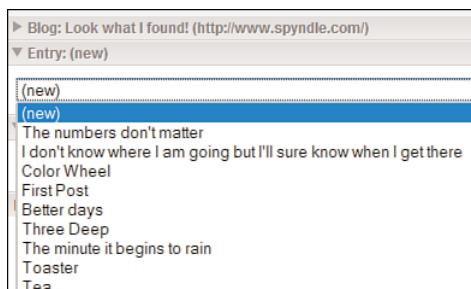 Blog: Look what I found! (http://www.spyndle.com/)
Entry: (new)
(new)
(new)
The numbers don't matter
I don't know where I am going but I'll sure know when I get there
Color Wheel
First Post
Better days
Three Deep
The minute it begins to rain
Toaster
Tea